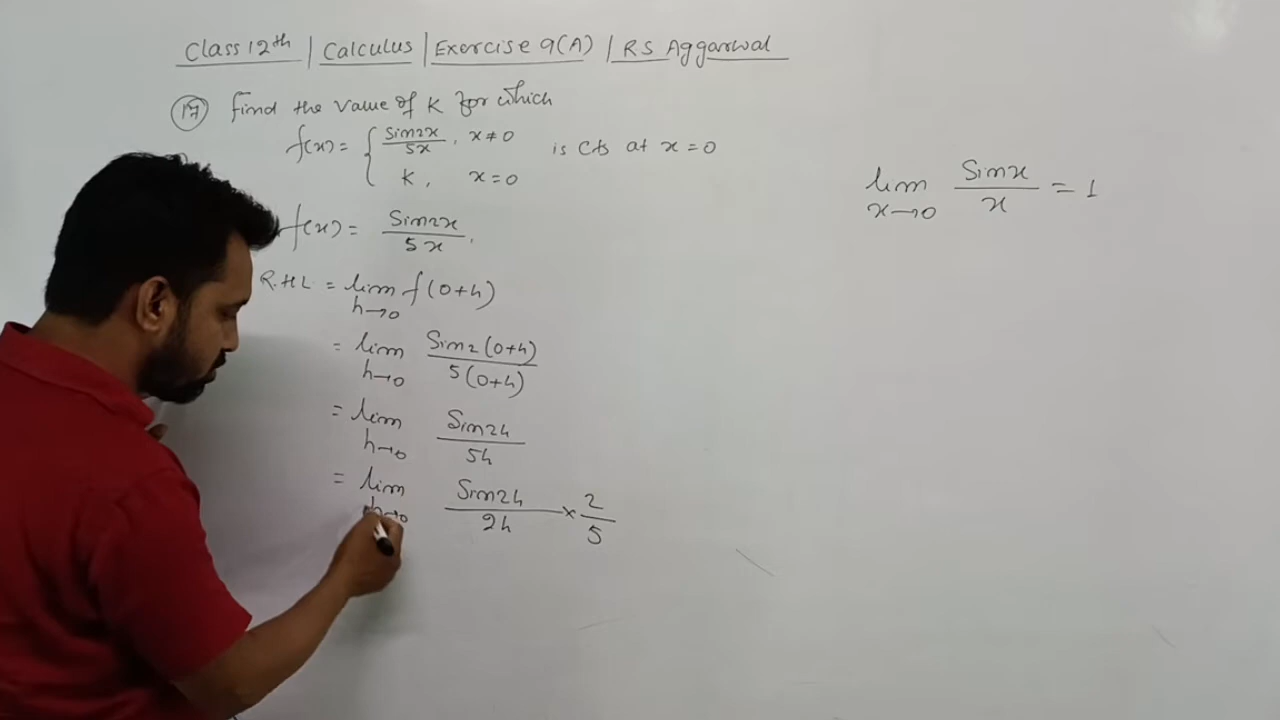 Class 12th | Calculus | Exercise 9(A) | RS Aggarwal
(17) Find the value of K for which
f(x) = { Sin2x/5x , x≠0 is Cts at x=0
K, x=0
lim x→0 Sinx/x = 1
f(x) = Sin2x/5x ,
R.H.L = lim h→0 f(0+h)
= lim h→0 Sin2(0+h)/5(0+h)
= lim h→0 Sin2h/5h
= lim h→0 Sin2h/2h × 2/5